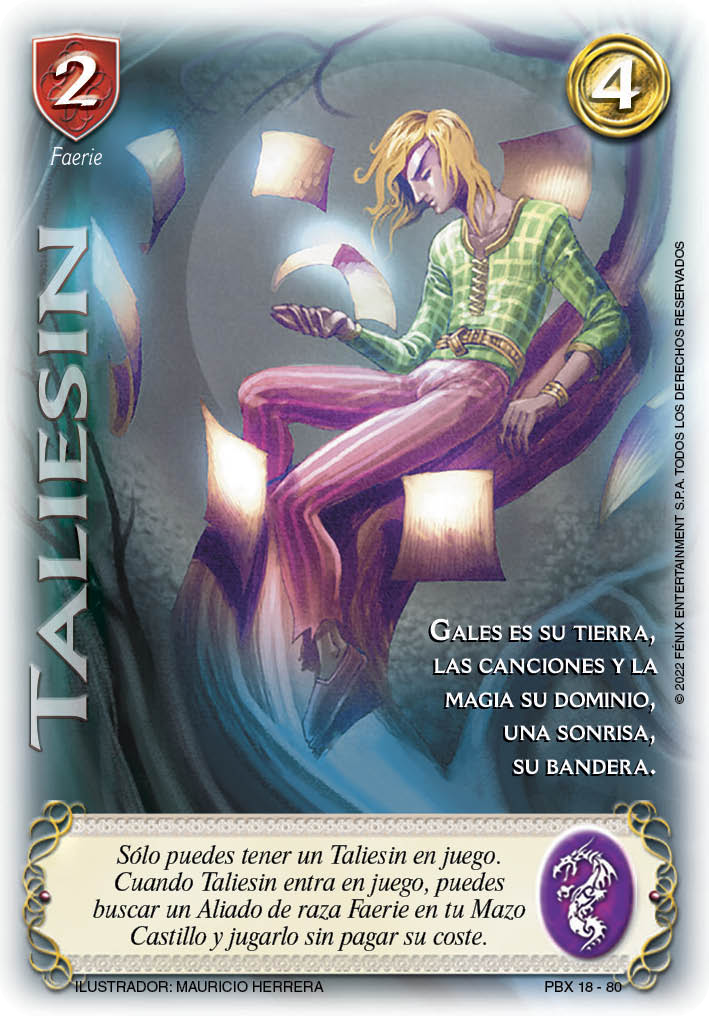 2
4
Faerie
TALIESIN
GALES ES SU TIERRA,
LAS CANCIONES Y LA
MAGIA SU DOMINIO,
UNA SONRISA,
SU BANDERA.
© 2022 FÉNIX ENTERTAINMENT S.P.A. TODOS LOS DERECHOS RESERVADOS
Sólo puedes tener un Taliesin en juego.
Cuando Taliesin entra en juego, puedes
buscar un Aliado de raza Faerie en tu Mazo
Castillo y jugarlo sin pagar su coste.
ILUSTRADOR: MAURICIO HERRERA
PBX 18 - 80